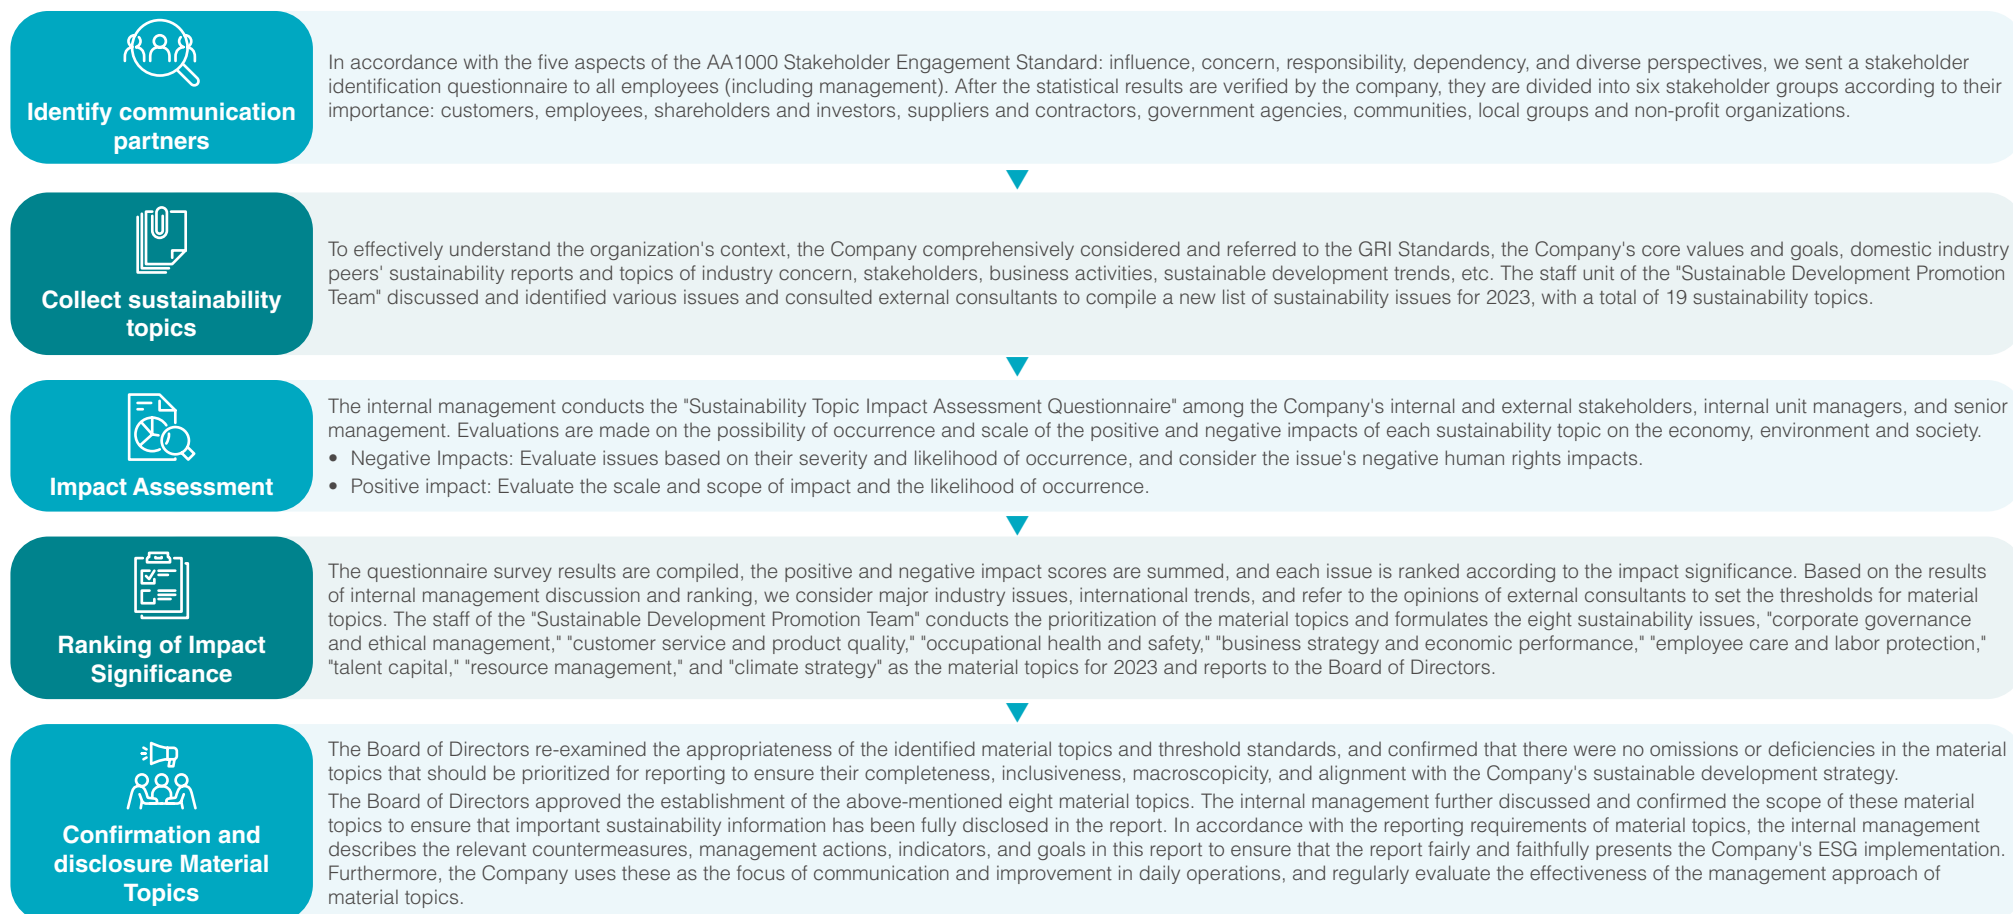 Identify communication
partners
In accordance with the five aspects of the AA1000 Stakeholder Engagement Standard: influence, concern, responsibility, dependency, and diverse perspectives, we sent a stakeholder
identification questionnaire to all employees (including management). After the statistical results are verified by the company, they are divided into six stakeholder groups according to their
importance: customers, employees, shareholders and investors, suppliers and contractors, government agencies, communities, local groups and non-profit organizations.
Collect sustainability
topics
To effectively understand the organization's context, the Company comprehensively considered and referred to the GRI Standards, the Company's core values and goals, domestic industry
peers' sustainability reports and topics of industry concern, stakeholders, business activities, sustainable development trends, etc. The staff unit of the "Sustainable Development Promotion
Team" discussed and identified various issues and consulted external consultants to compile a new list of sustainability issues for 2023, with a total of 19 sustainability topics.
Impact Assessment
The internal management conducts the "Sustainability Topic Impact Assessment Questionnaire" among the Company's internal and external stakeholders, internal unit managers, and senior
management. Evaluations are made on the possibility of occurrence and scale of the positive and negative impacts of each sustainability topic on the economy, environment and society.
• Negative Impacts: Evaluate issues based on their severity and likelihood of occurrence, and consider the issue's negative human rights impacts.
• Positive impact: Evaluate the scale and scope of impact and the likelihood of occurrence.
Ranking of Impact
Significance
The questionnaire survey results are compiled, the positive and negative impact scores are summed, and each issue is ranked according to the impact significance. Based on the results
of internal management discussion and ranking, we consider major industry issues, international trends, and refer to the opinions of external consultants to set the thresholds for material
topics. The staff of the "Sustainable Development Promotion Team" conducts the prioritization of the material topics and formulates the eight sustainability issues, "corporate governance
and ethical management," "customer service and product quality," "occupational health and safety," "business strategy and economic performance," "employee care and labor protection,"
"talent capital," "resource management," and "climate strategy" as the material topics for 2023 and reports to the Board of Directors.
Confirmation and
disclosure Material
Topics
The Board of Directors re-examined the appropriateness of the identified material topics and threshold standards, and confirmed that there were no omissions or deficiencies in the material
topics that should be prioritized for reporting to ensure their completeness, inclusiveness, macroscopicity, and alignment with the Company's sustainable development strategy.
The Board of Directors approved the establishment of the above-mentioned eight material topics. The internal management further discussed and confirmed the scope of these material
topics to ensure that important sustainability information has been fully disclosed in the report. In accordance with the reporting requirements of material topics, the internal management
describes the relevant countermeasures, management actions, indicators, and goals in this report to ensure that the report fairly and faithfully presents the Company's ESG implementation.
Furthermore, the Company uses these as the focus of communication and improvement in daily operations, and regularly evaluate the effectiveness of the management approach of
material topics.